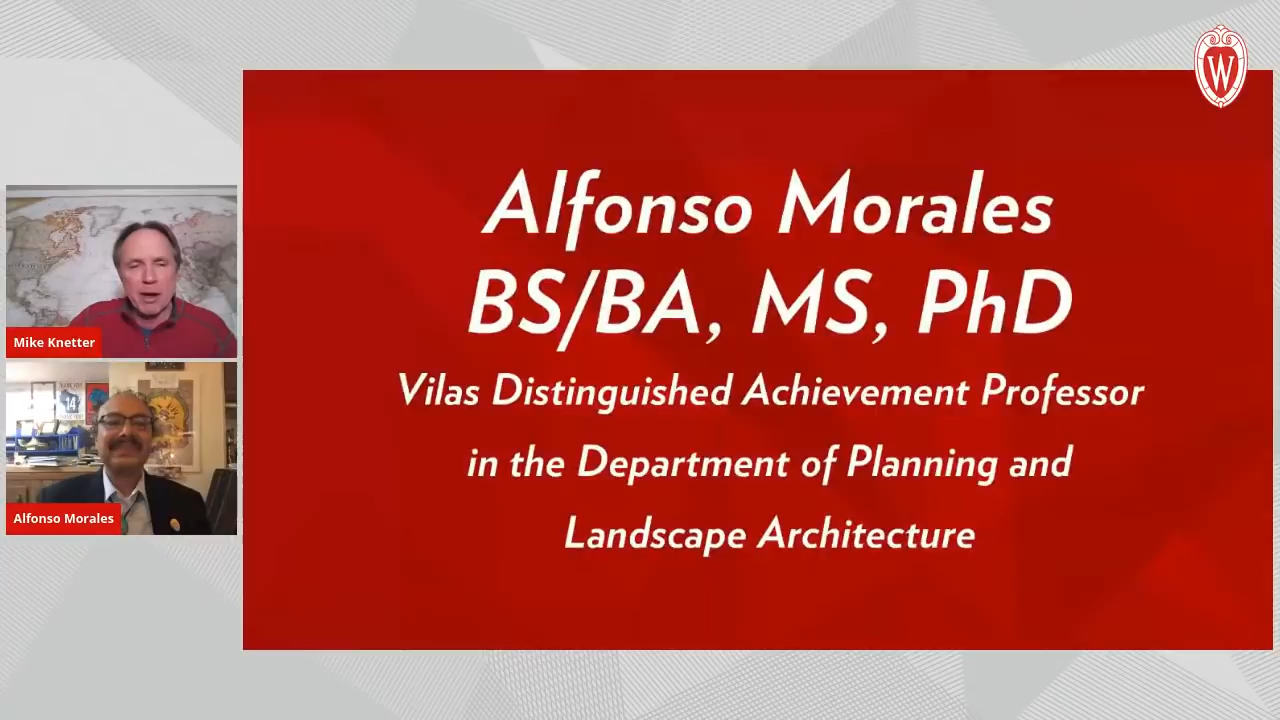 W
Alfonso Morales
BS/BA, MS, PhD
Vilas Distinguished Achievement Professor
in the Department of Planning and
Landscape Architecture
Mike Knetter
Alfonso Morales